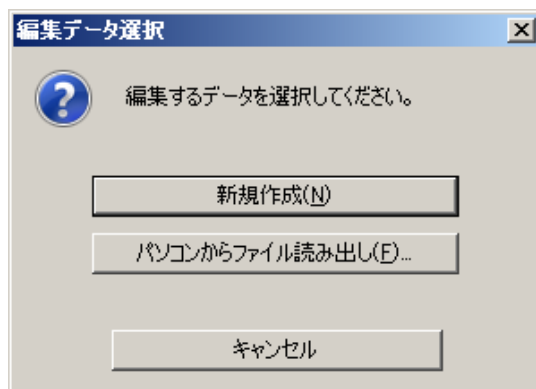 編集データ選択
編集するデータを選択してください。
新規作成(N)
パソコンからファイル読み出し(F)...
キャンセル